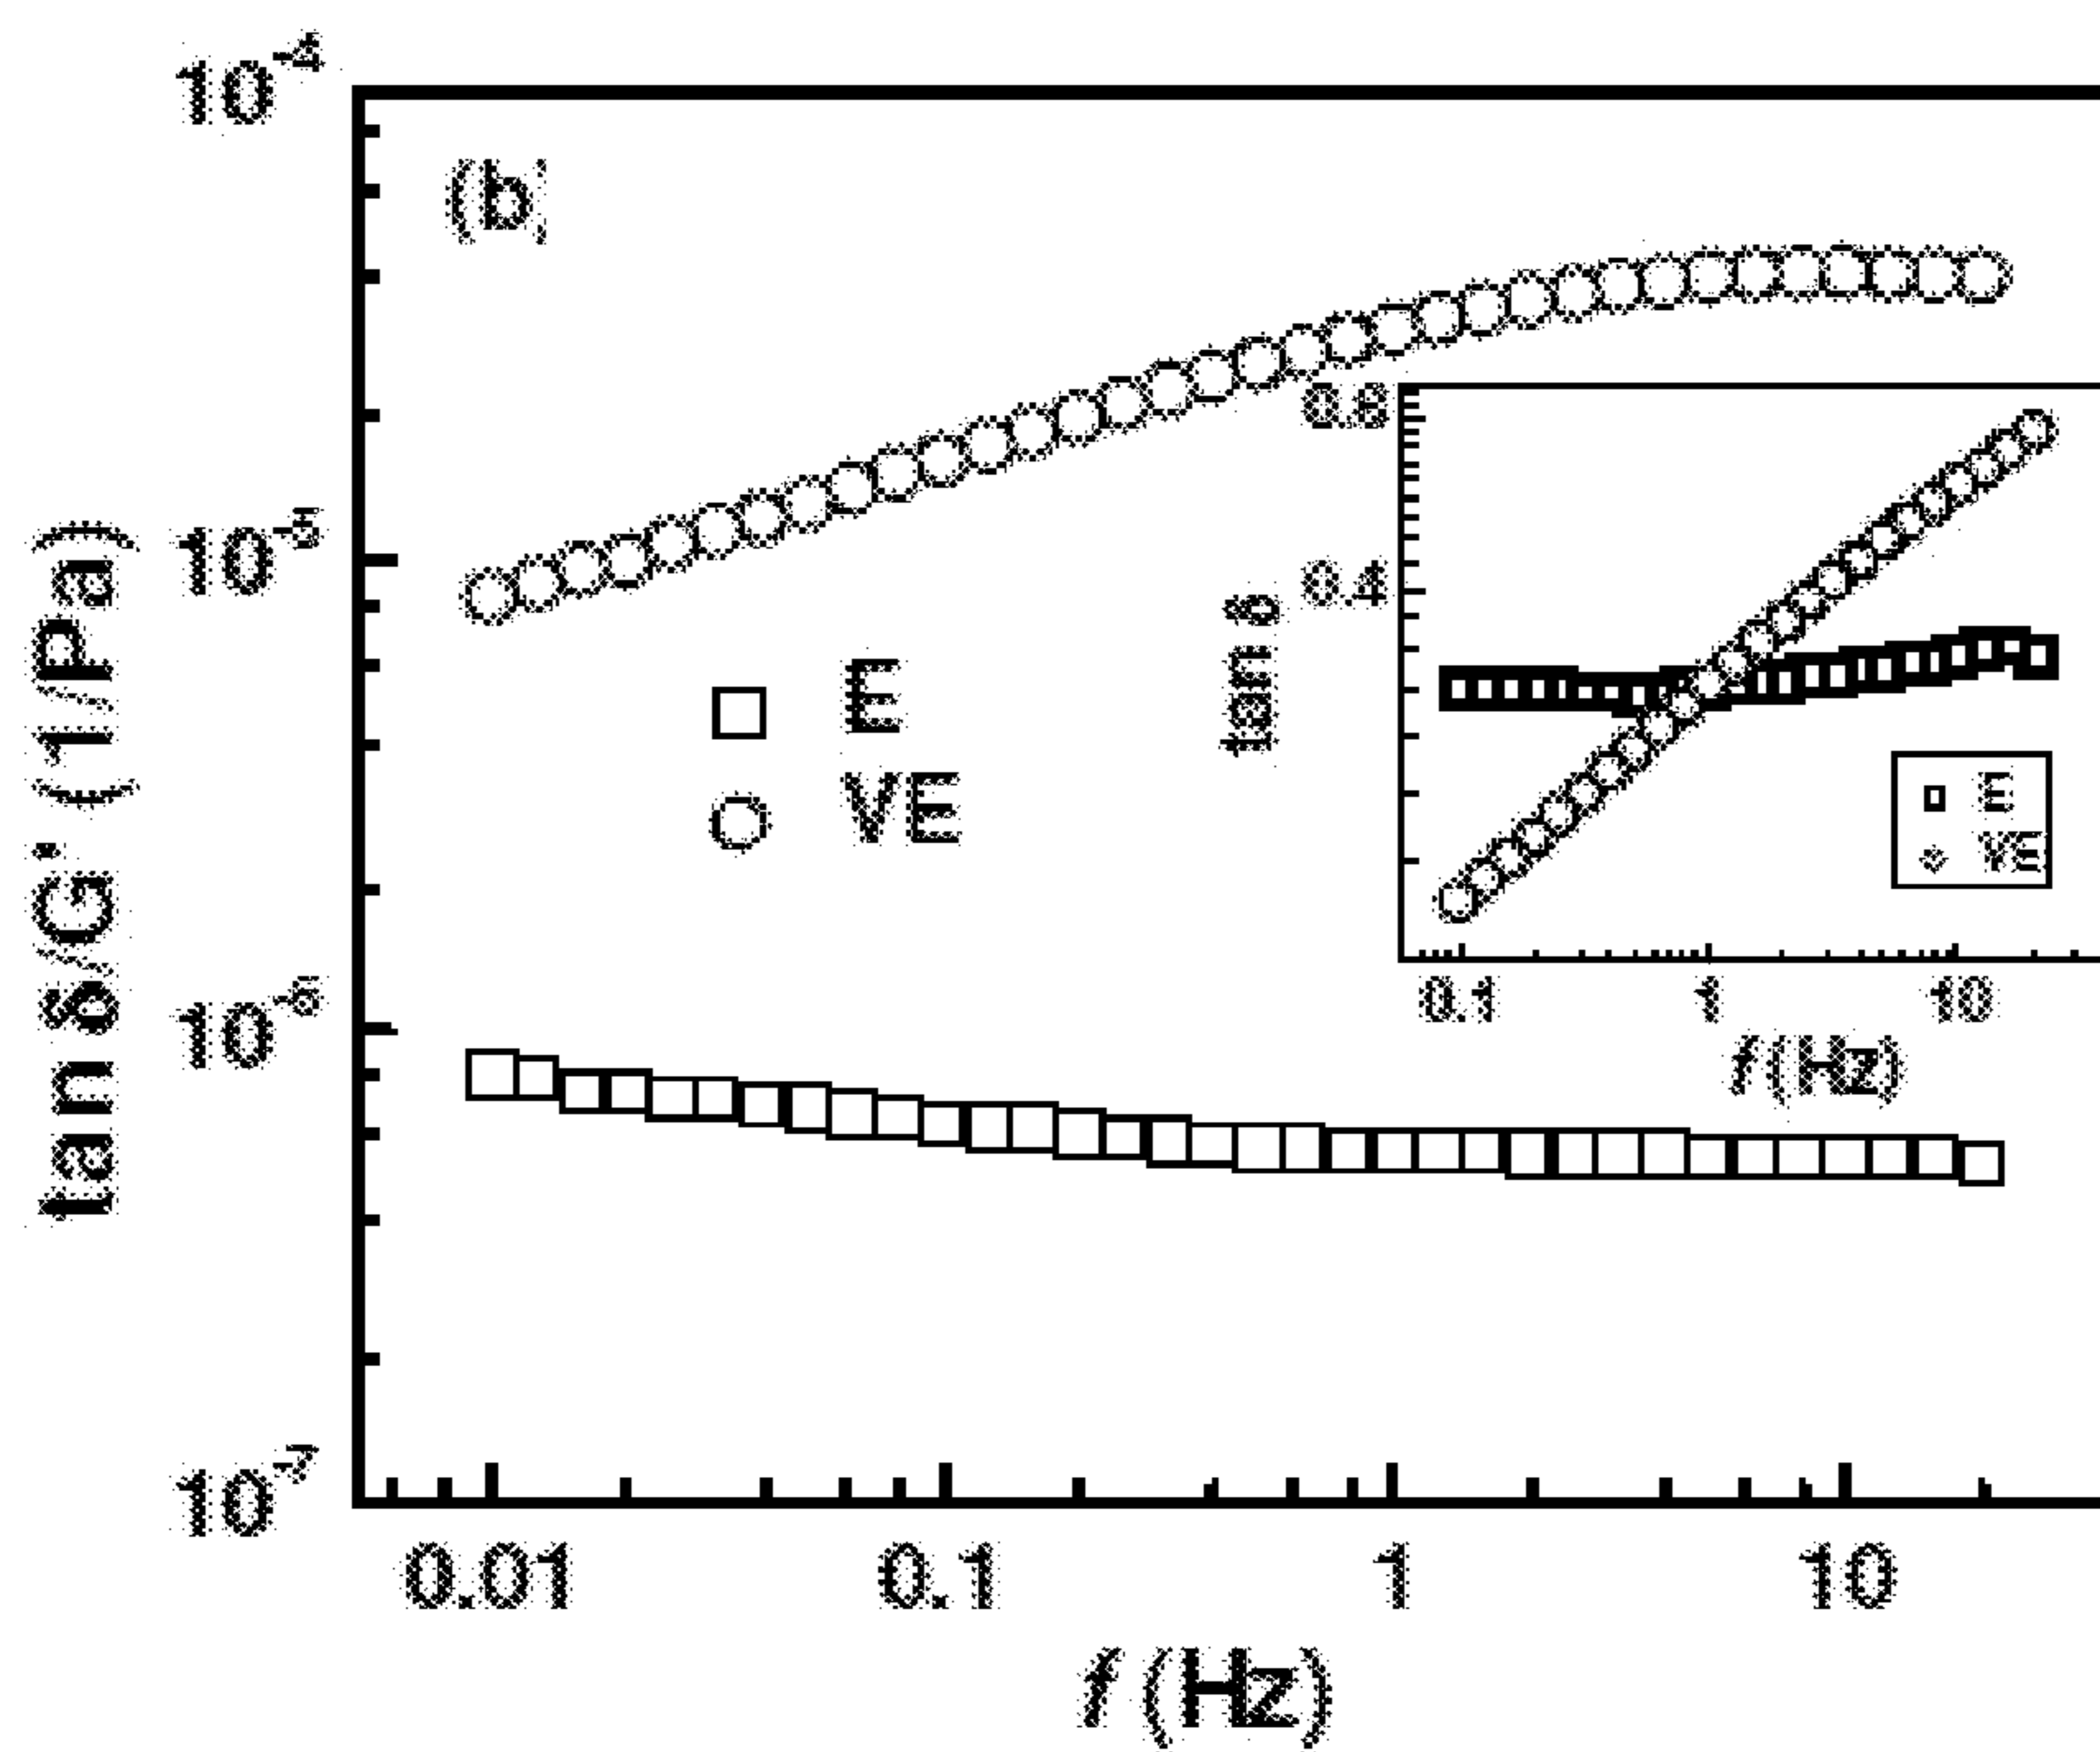 10^-4
(b)
0.8
10^-5
0.4
tan δ
E
VE
tan δ/G' (1/Pa)
E
VE
10^-6
0.1 1 10
f (Hz)
10^-7
0.01 0.1 1 10
f (Hz)